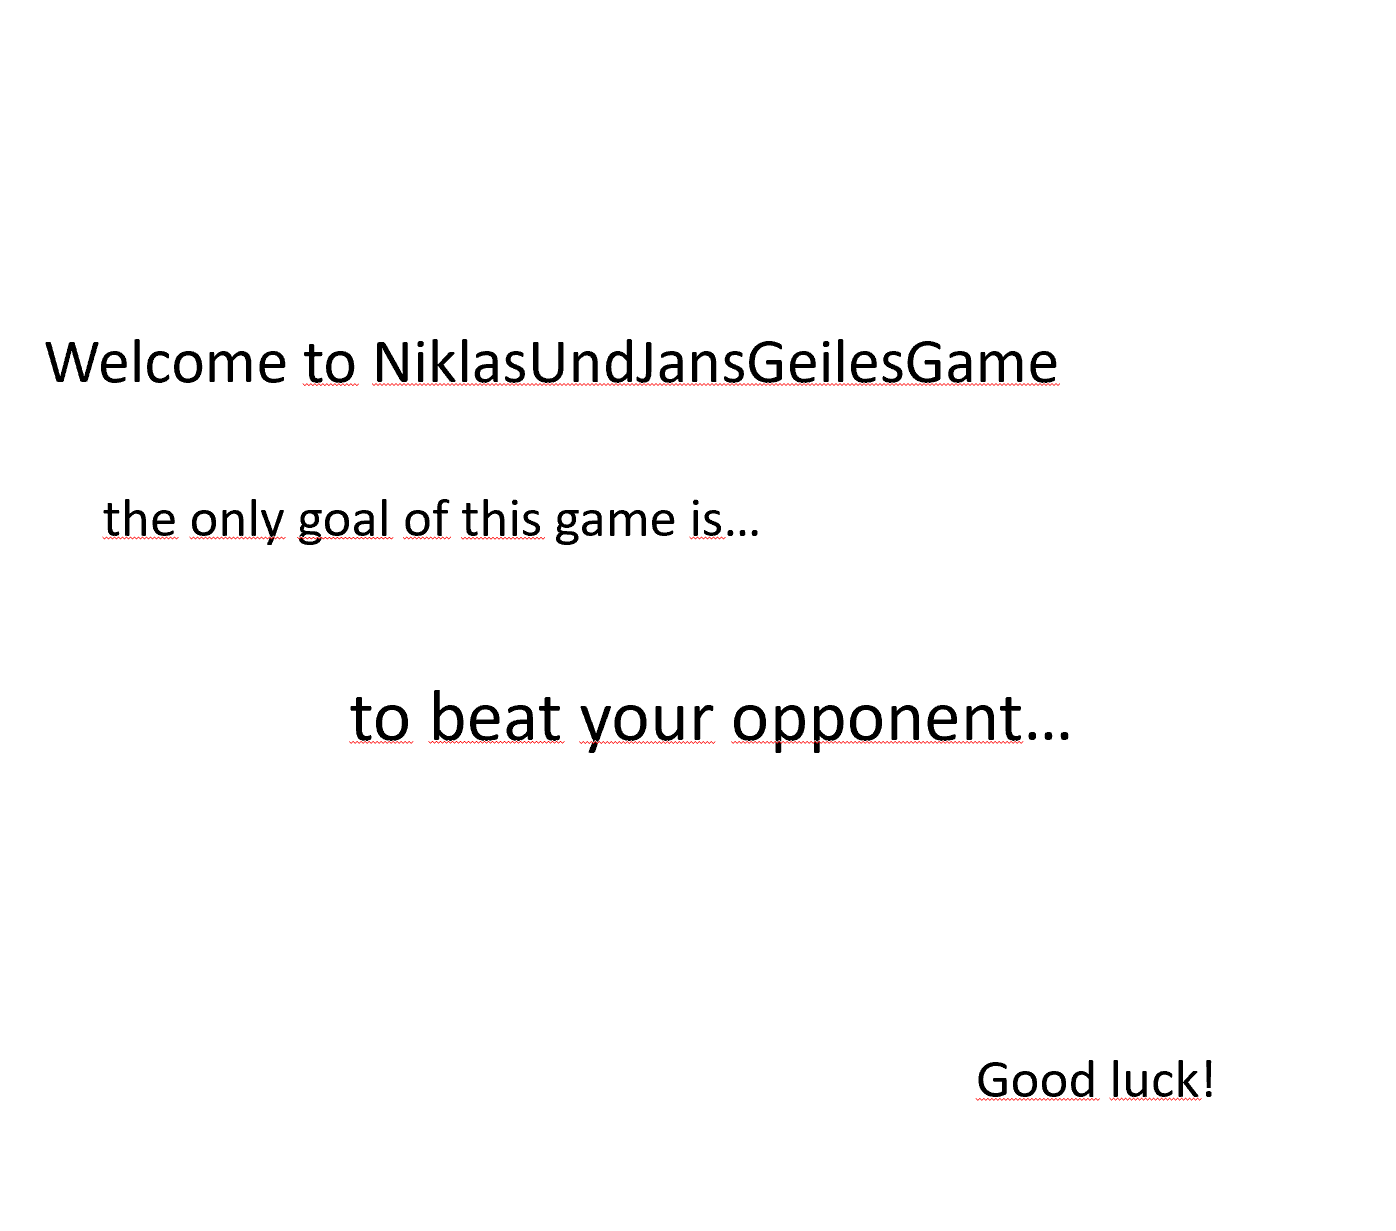 Welcome to NiklasUndJansGeilesGame
the only goal of this game is...
to beat your opponent...
Good luck!